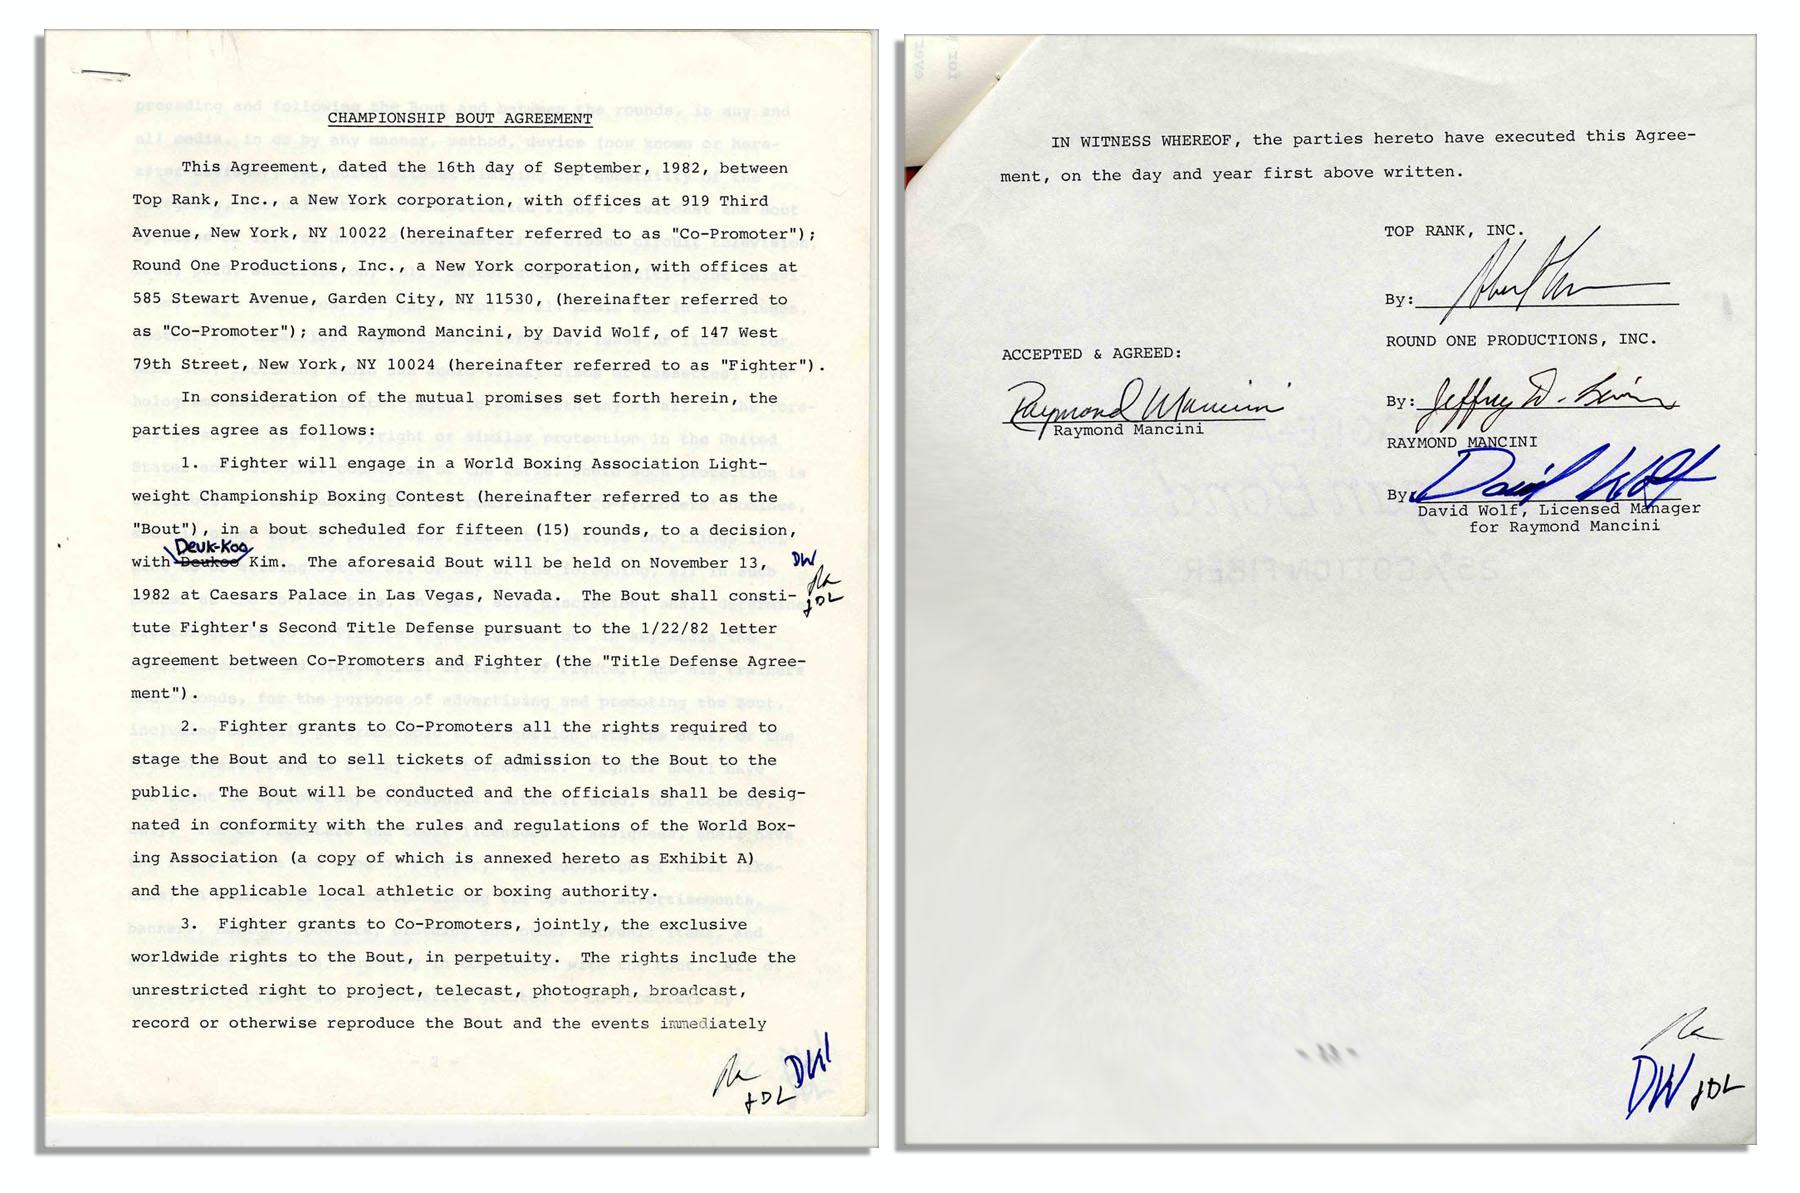 CHAMPIONSHIP BOUT AGREEMENT
This Agreement, dated the 16th day of September, 1982, between
Top Rank, Inc., a New York corporation, with offices at 919 Third
Avenue, New York, NY 10022 (hereinafter referred to as "Co-Promoter");
Round One Productions, Inc., a New York corporation, with offices at
585 Stewart Avenue, Garden City, NY 11530, (hereinafter referred to
as "Co-Promoter"); and Raymond Mancini, by David Wolf, of 147 West
79th Street, New York, NY 10024 (hereinafter referred to as "Fighter").
In consideration of the mutual promises set forth herein, the
parties agree as follows:
1. Fighter will engage in a World Boxing Association Light-
weight Championship Boxing Contest (hereinafter referred to as the
"Bout"), in a bout scheduled for fifteen (15) rounds, to a decision,
Deuk-Koo
with Deukoo Kim. The aforesaid Bout will be held on November 13,
DW
1982 at Caesars Palace in Las Vegas, Nevada. The Bout shall consti-
JDL
tute Fighter's Second Title Defense pursuant to the 1/22/82 letter
agreement between Co-Promoters and Fighter (the "Title Defense Agree-
ment").
2. Fighter grants to Co-Promoters all the rights required to
stage the Bout and to sell tickets of admission to the Bout to the
public. The Bout will be conducted and the officials shall be desig-
nated in conformity with the rules and regulations of the World Box-
ing Association (a copy of which is annexed hereto as Exhibit A)
and the applicable local athletic or boxing authority.
3. Fighter grants to Co-Promoters, jointly, the exclusive
worldwide rights to the Bout, in perpetuity. The rights include the
unrestricted right to project, telecast, photograph, broadcast,
record or otherwise reproduce the Bout and the events immediately
DW
JDL
IN WITNESS WHEREOF, the parties hereto have executed this Agree-
ment, on the day and year first above written.
TOP RANK, INC.
By:
ROUND ONE PRODUCTIONS, INC.
ACCEPTED & AGREED:
Raymond Mancini
Raymond Mancini
By: Jeffrey D. Levine
RAYMOND MANCINI
By: David Wolf
David Wolf, Licensed Manager
for Raymond Mancini
DW JDL